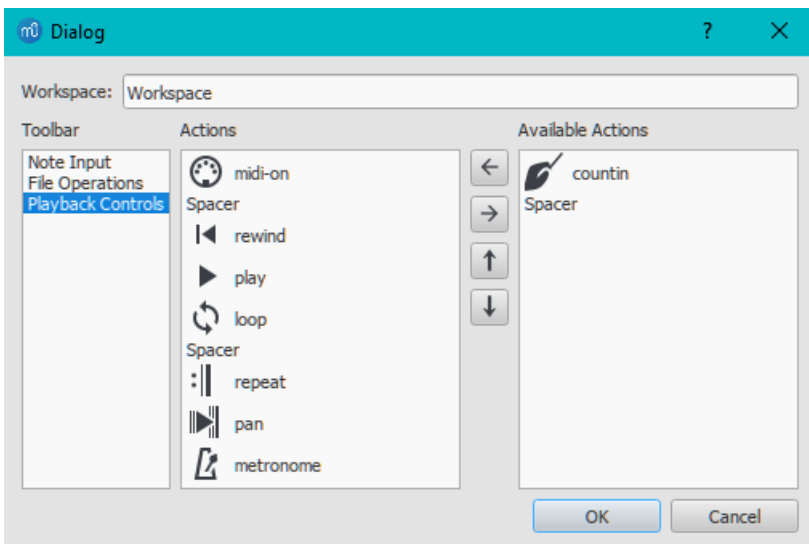 Dialog
?
Workspace: Workspace
Toolbar
Note Input
File Operations
Playback Controls
Actions
midi-on
Spacer
rewind
play
loop
Spacer
repeat
pan
metronome
Available Actions
countin
Spacer
OK
Cancel